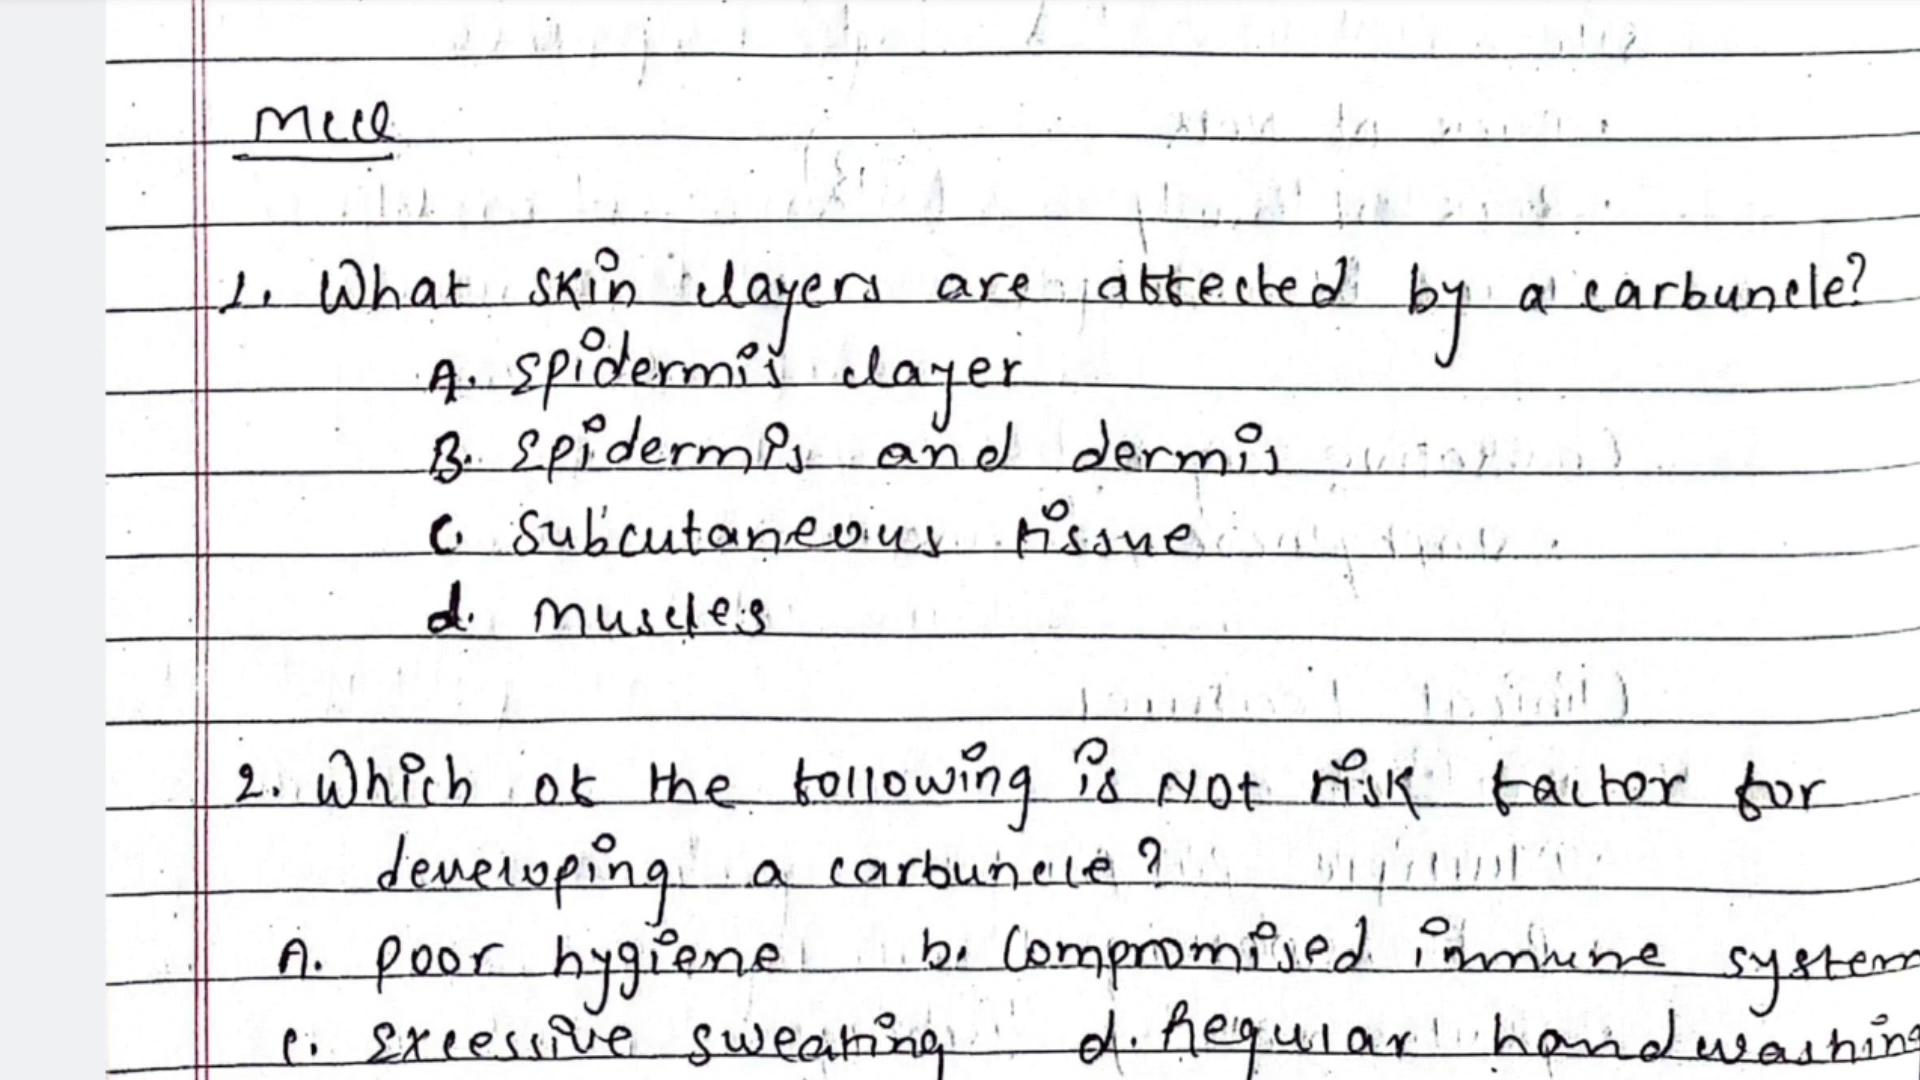 MCQ
1. What skin layers are affected by a carbuncle?
A. Epidermis layer
B. Epidermis and dermis
C. Subcutaneous tissue
d. Muscles
2. Which of the following is NOT risk factor for
developing a carbuncle?
A. Poor hygiene b. Compromised immune system
c. Excessive sweating d. Regular handwashing